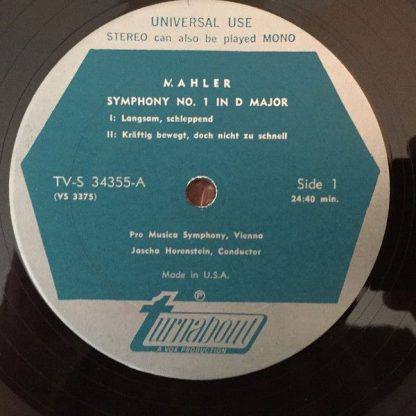 UNIVERSAL USE
STEREO can also be played MONO
MAHLER
SYMPHONY NO. 1 IN D MAJOR
I: Langsam, schleppend
II: Kräftig bewegt, doch nicht zu schnell
TV-S 34355-A Side 1
(VS 3375) 24:40 min.
Pro Musica Symphony, Vienna
Jascha Horenstein, Conductor
Made in U.S.A.
℗
turnabout
A VOX PRODUCTION